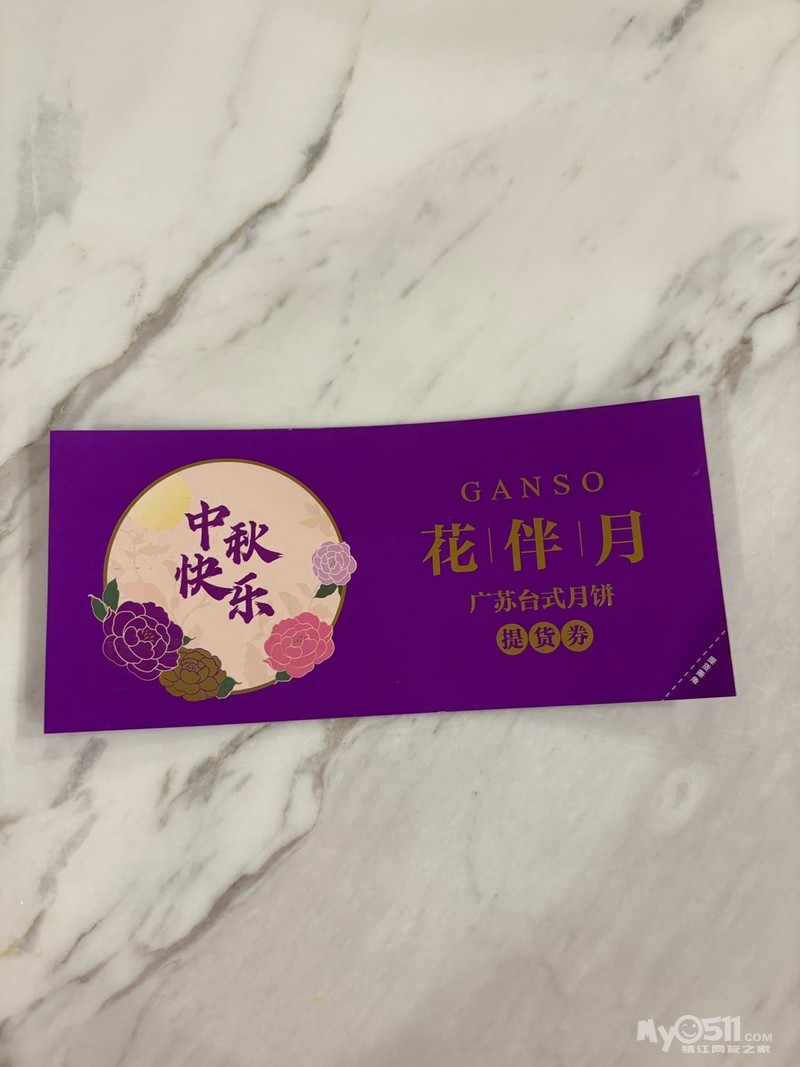 中秋
快乐
GANSO
花伴月
广苏台式月饼
提货券
My0511.COM
镇江网友之家